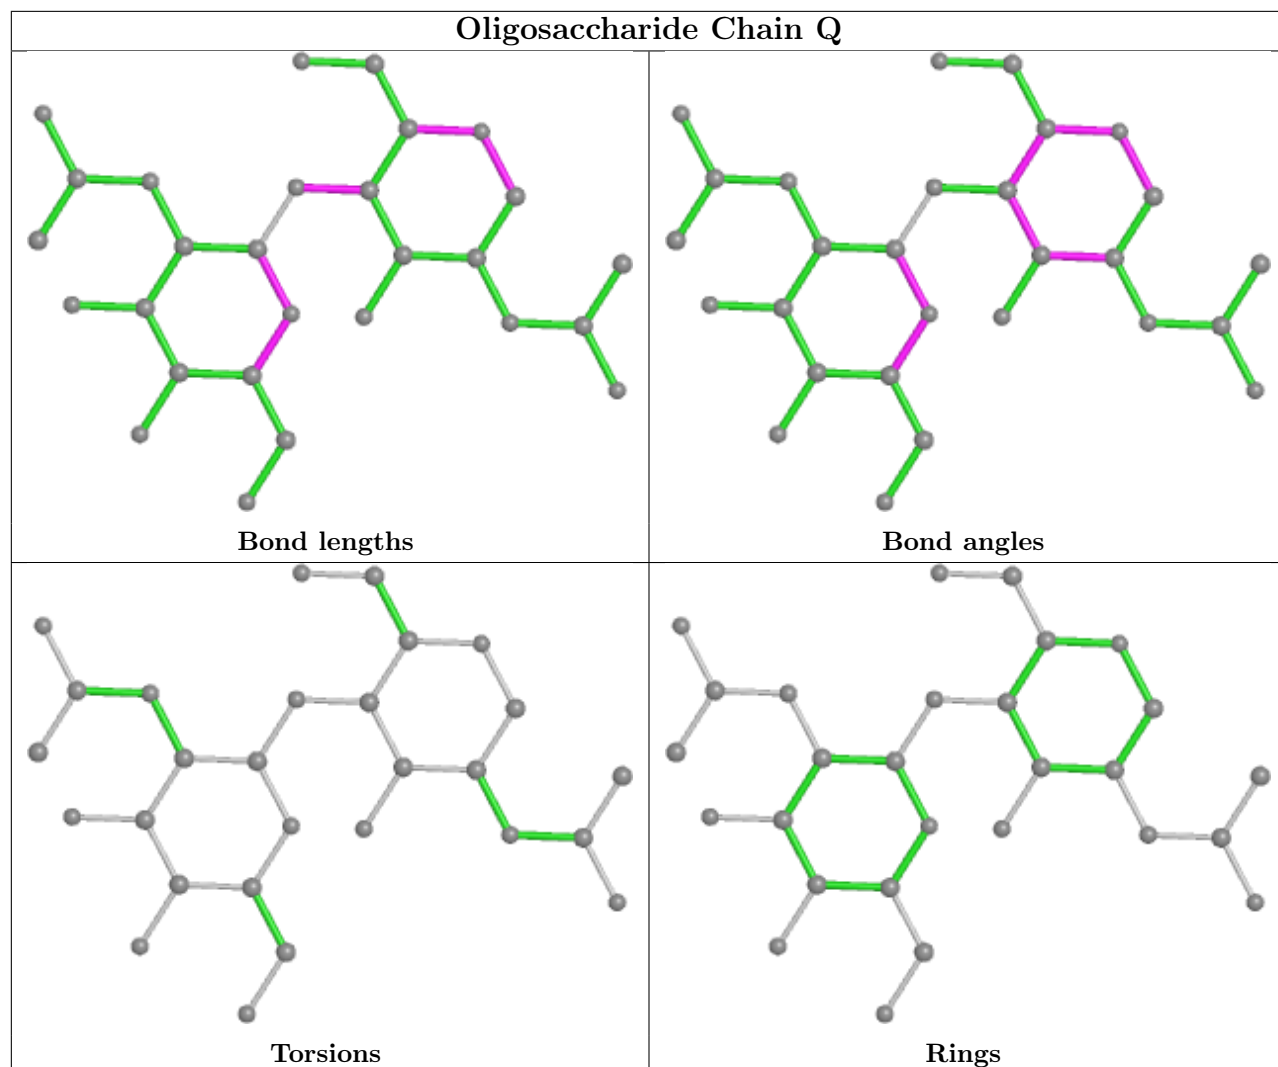 Oligosaccharide Chain Q
Bond lengths
Bond angles
Torsions
Rings